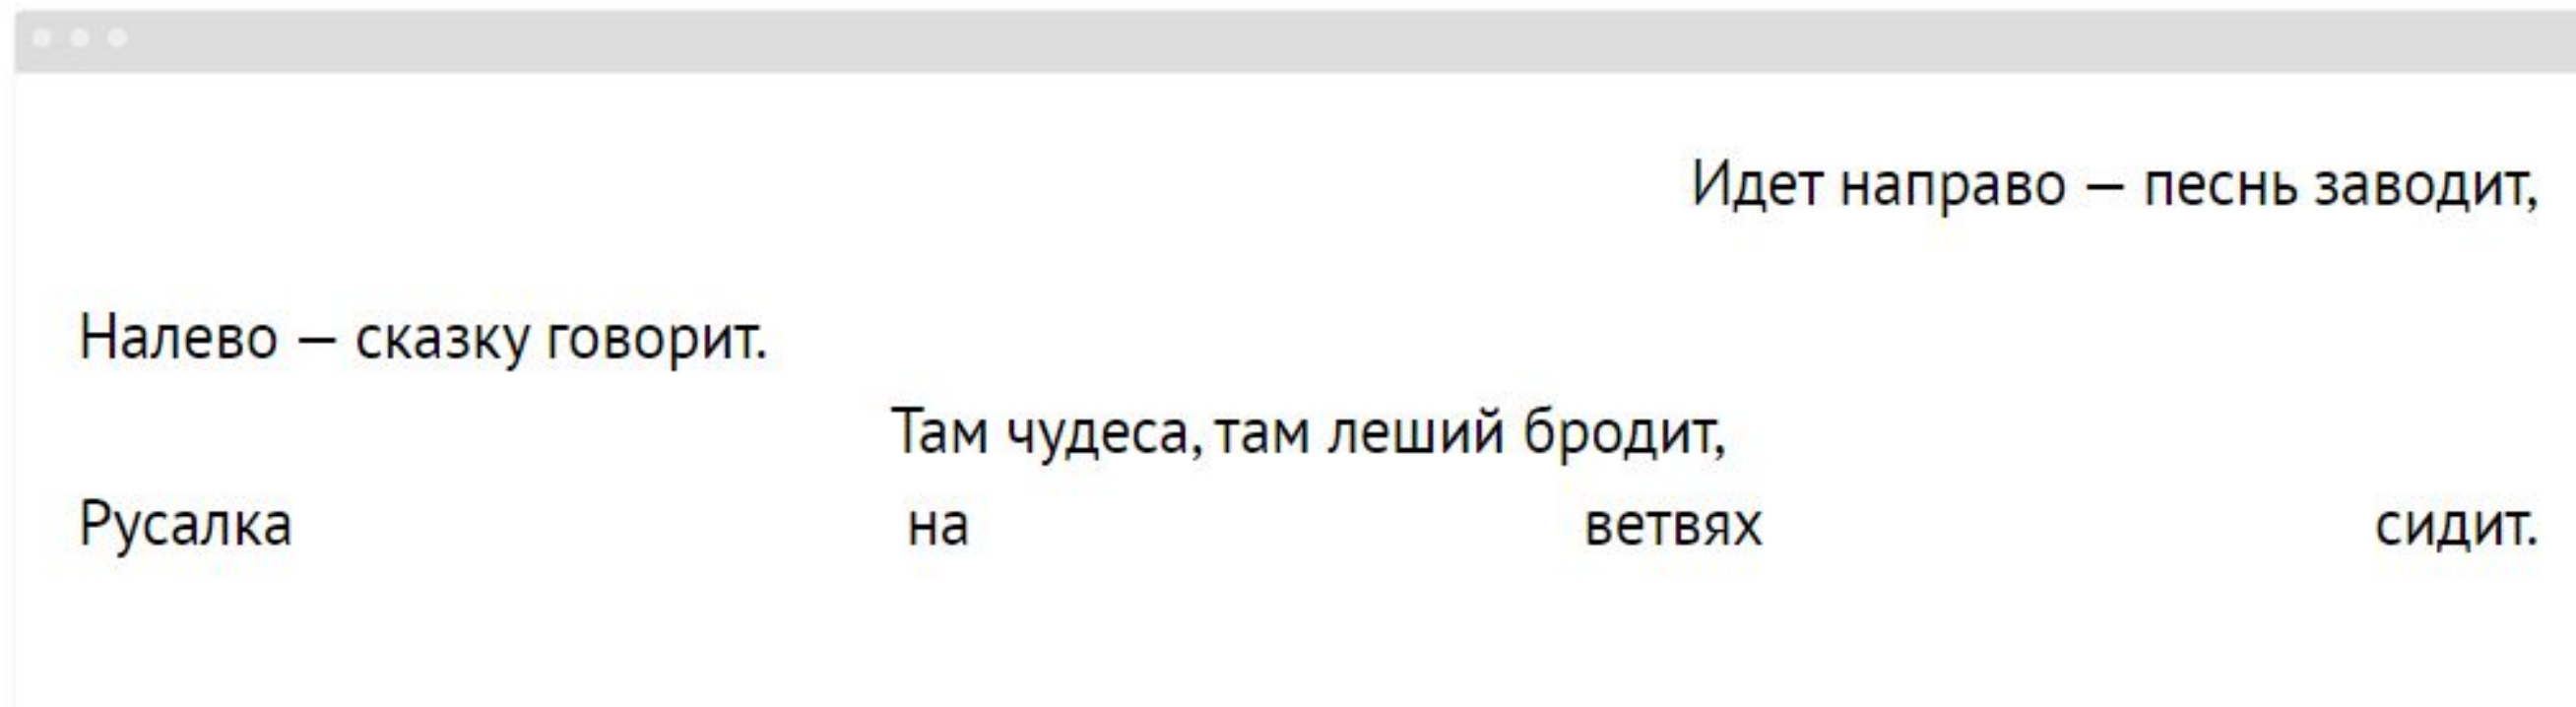 Идет направо — песнь заводит,
Налево — сказку говорит.
Там чудеса, там леший бродит,
Русалка на ветвях сидит.